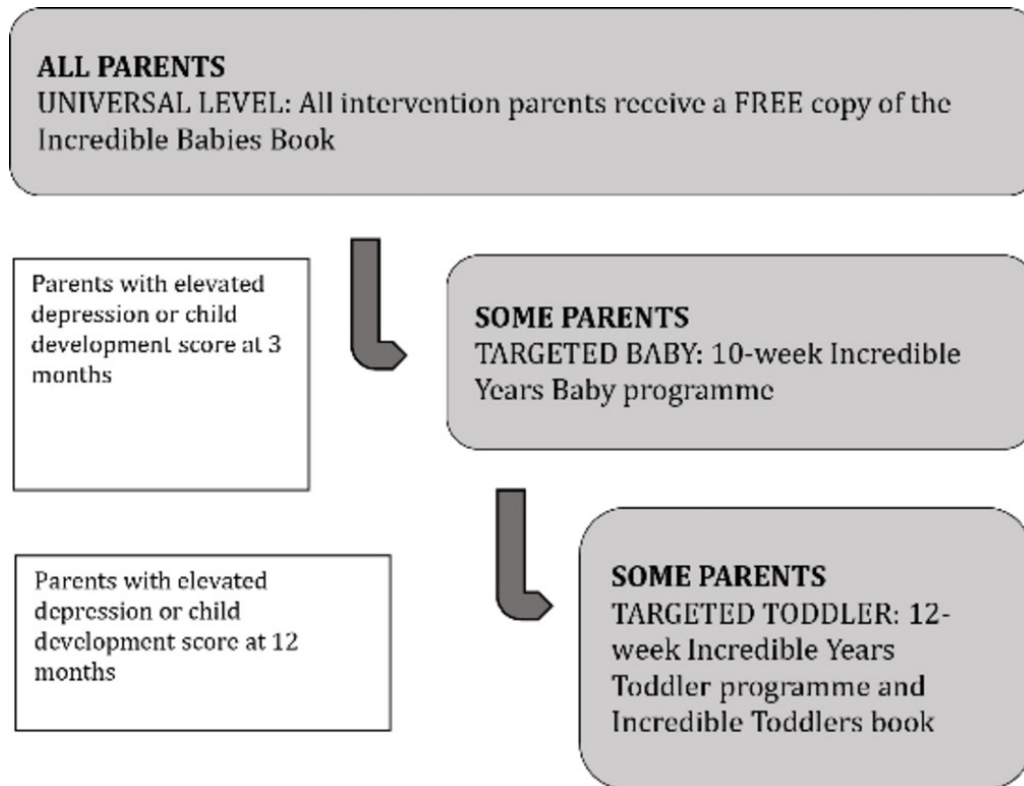 ALL PARENTS
UNIVERSAL LEVEL: All intervention parents receive a FREE copy of the
Incredible Babies Book
Parents with elevated
depression or child
development score at 3
months
SOME PARENTS
TARGETED BABY: 10-week Incredible
Years Baby programme
Parents with elevated
depression or child
development score at 12
months
SOME PARENTS
TARGETED TODDLER: 12-
week Incredible Years
Toddler programme and
Incredible Toddlers book